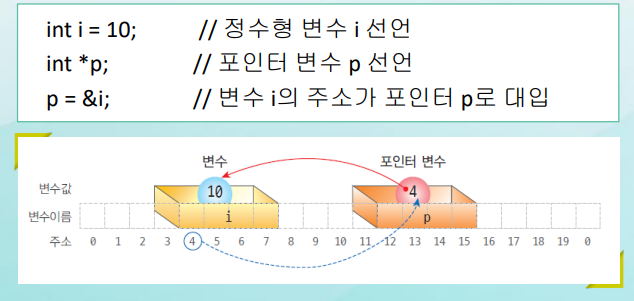 int i = 10; // 정수형 변수 i 선언
int *p; // 포인터 변수 p 선언
p = &i; // 변수 i의 주소가 포인터 p로 대입
변수 포인터 변수
변수값 10 4
변수이름 i p
주소 0 1 2 3 4 5 6 7 8 9 10 11 12 13 14 15 16 17 18 19 0